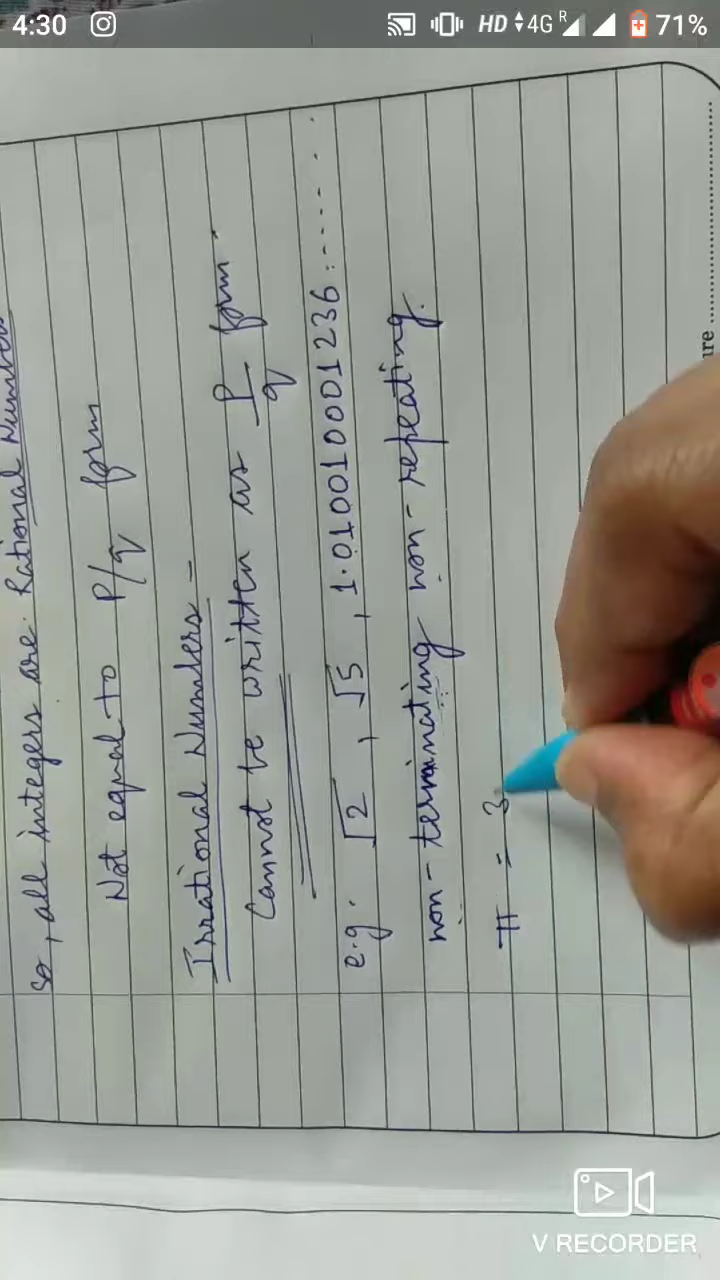 4:30 HD 4G R 71%
So, all integers are Rational Numbers
Not equal to P/q form
Irrational Numbers -
Cannot be written as P/q form.
e.g. √2, √5, 1.010010001236......
non-terminating non-repeating.
π = 3
V RECORDER